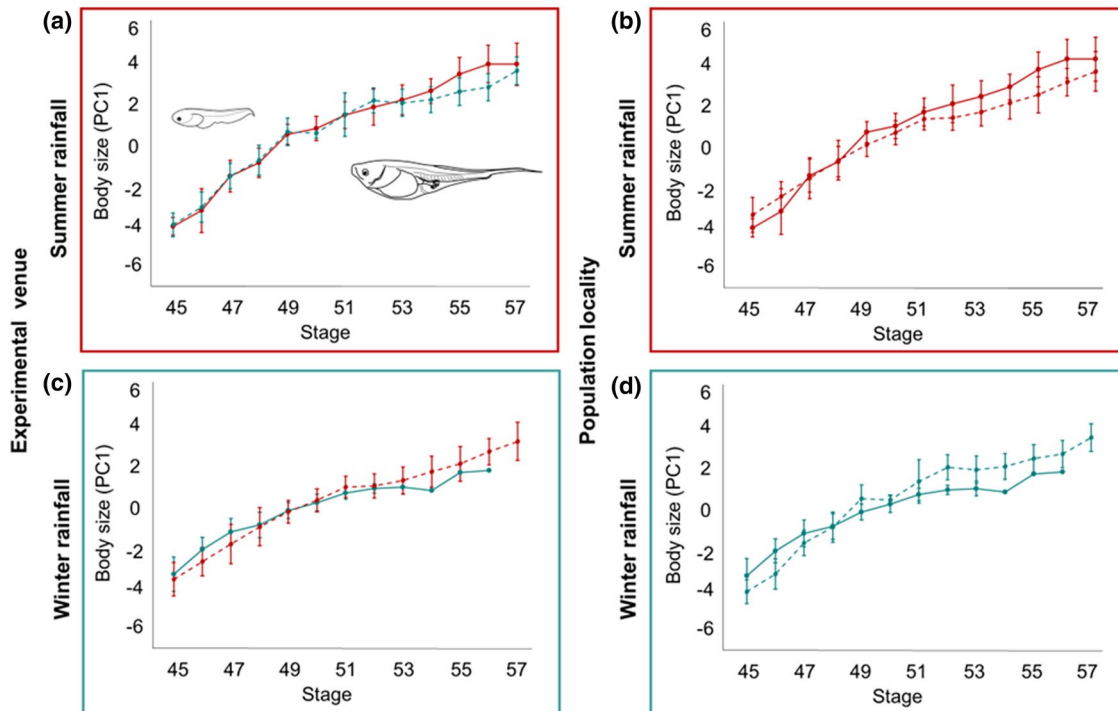 (a)
6
4
2
0
-2
-4
-6
Body size (PC1)
45 47 49 51 53 55 57
Stage
Summer rainfall
Experimental venue
(b)
6
4
2
0
-2
-4
-6
Body size (PC1)
45 47 49 51 53 55 57
Stage
Summer rainfall
Population locality
(c)
6
4
2
0
-2
-4
-6
Body size (PC1)
45 47 49 51 53 55 57
Stage
Winter rainfall
(d)
6
4
2
0
-2
-4
-6
Body size (PC1)
45 47 49 51 53 55 57
Stage
Winter rainfall